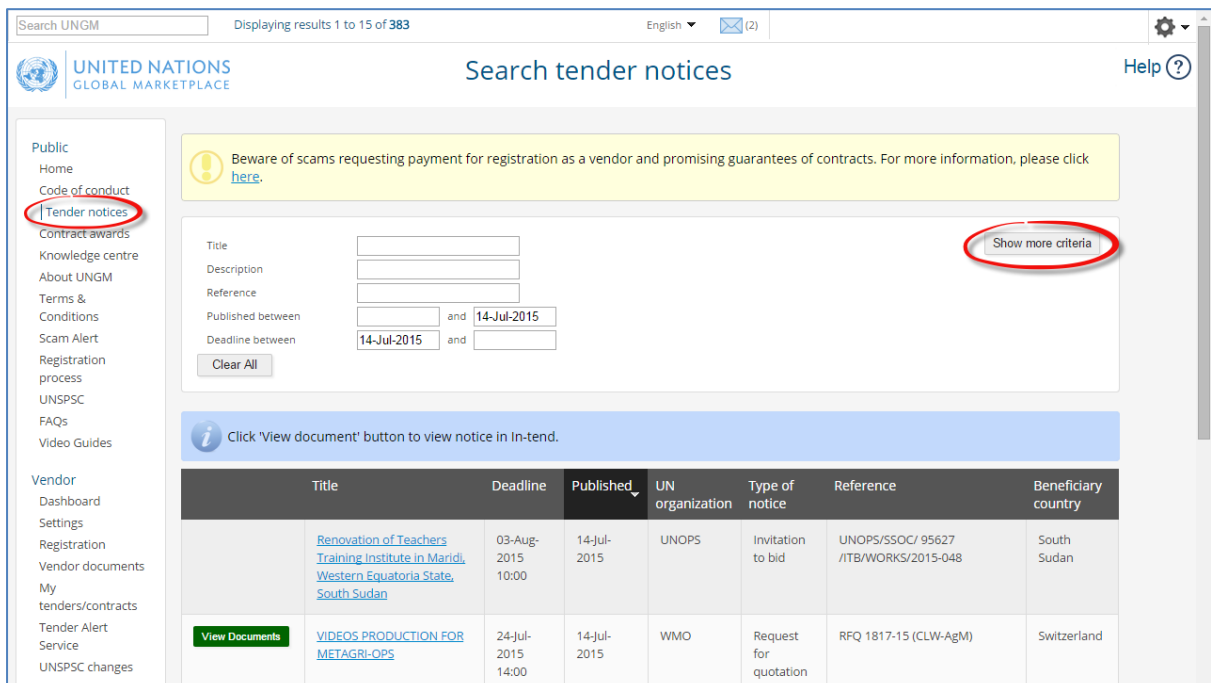 Search UNGM
Displaying results 1 to 15 of 383
English
(2)
UNITED NATIONS
GLOBAL MARKETPLACE
Search tender notices
Help ?
Public
Home
Code of conduct
Tender notices
Contract awards
Knowledge centre
About UNGM
Terms &
Conditions
Scam Alert
Registration
process
UNSPSC
FAQs
Video Guides
Vendor
Dashboard
Settings
Registration
Vendor documents
My
tenders/contracts
Tender Alert
Service
UNSPSC changes
Beware of scams requesting payment for registration as a vendor and promising guarantees of contracts. For more information, please click
here.
Show more criteria
Title
Description
Reference
Published between and 14-Jul-2015
Deadline between 14-Jul-2015 and
Clear All
i Click 'View document' button to view notice in In-tend.
Title Deadline Published UN Type of Reference Beneficiary
organization notice country
Renovation of Teachers 03-Aug- 14-Jul- UNOPS Invitation UNOPS/SSOC/ 95627 South
Training Institute in Maridi, 2015 2015 to bid /ITB/WORKS/2015-048 Sudan
Western Equatoria State, 10:00
South Sudan
View Documents VIDEOS PRODUCTION FOR 24-Jul- 14-Jul- WMO Request RFQ 1817-15 (CLW-AgM) Switzerland
METAGRI-OPS 2015 2015 for
14:00 quotation